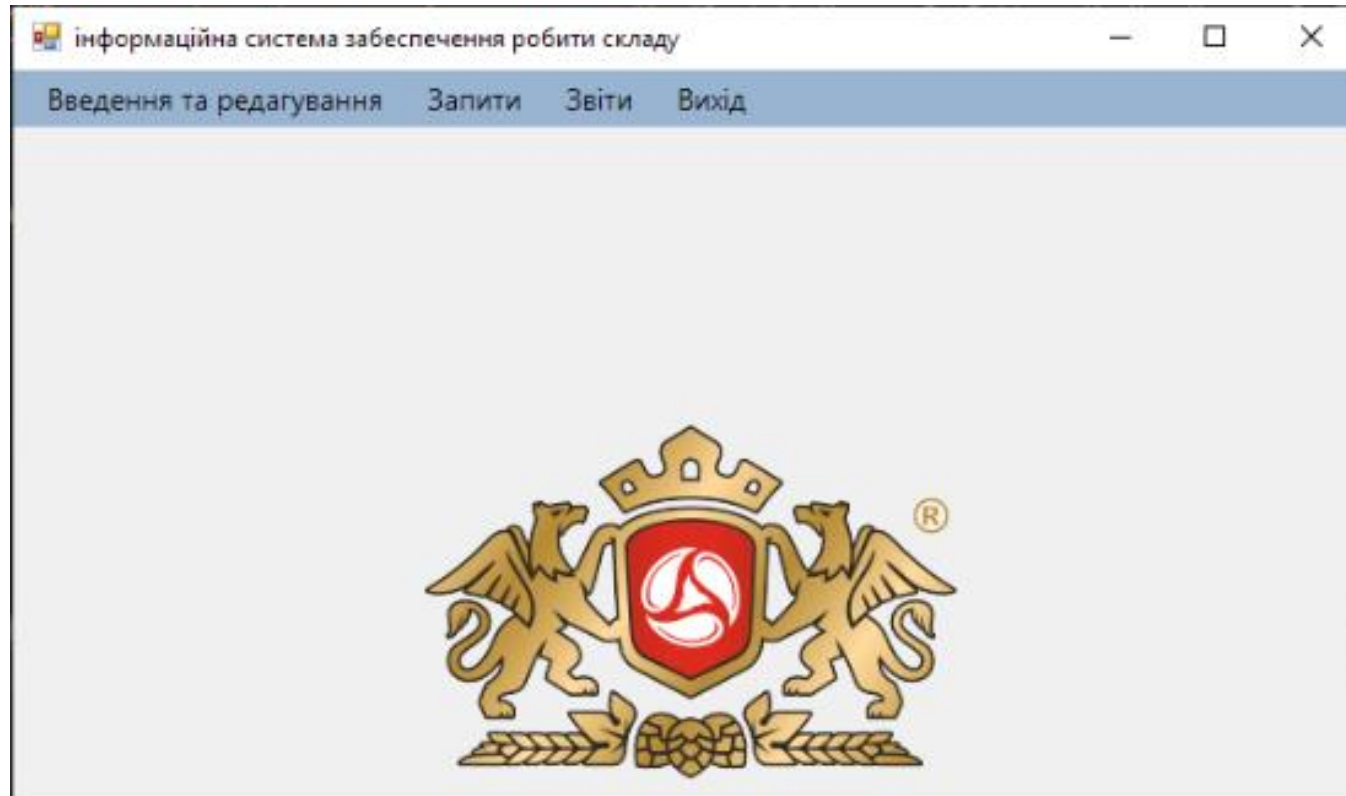 інформаційна система забеспечення робити складу
Введення та редагування Запити Звіти Вихід
®